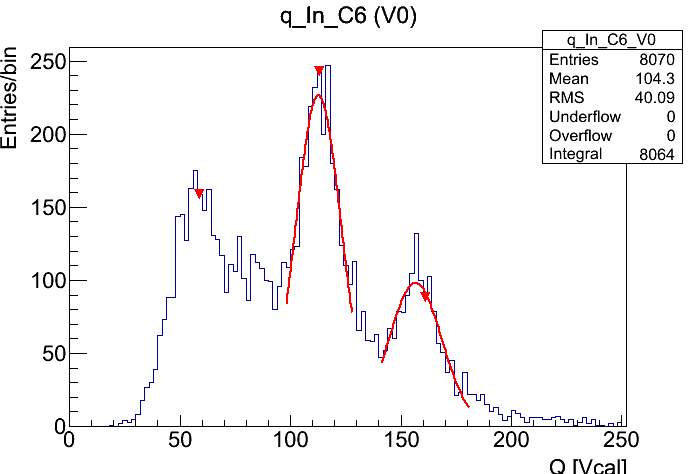 q_In_C6 (V0)
q_In_C6_V0
Entries 8070
Mean 104.3
RMS 40.09
Underflow 0
Overflow 0
Integral 8064
Entries/bin
250
200
150
100
50
0
0 50 100 150 200 250
Q [Vcal]